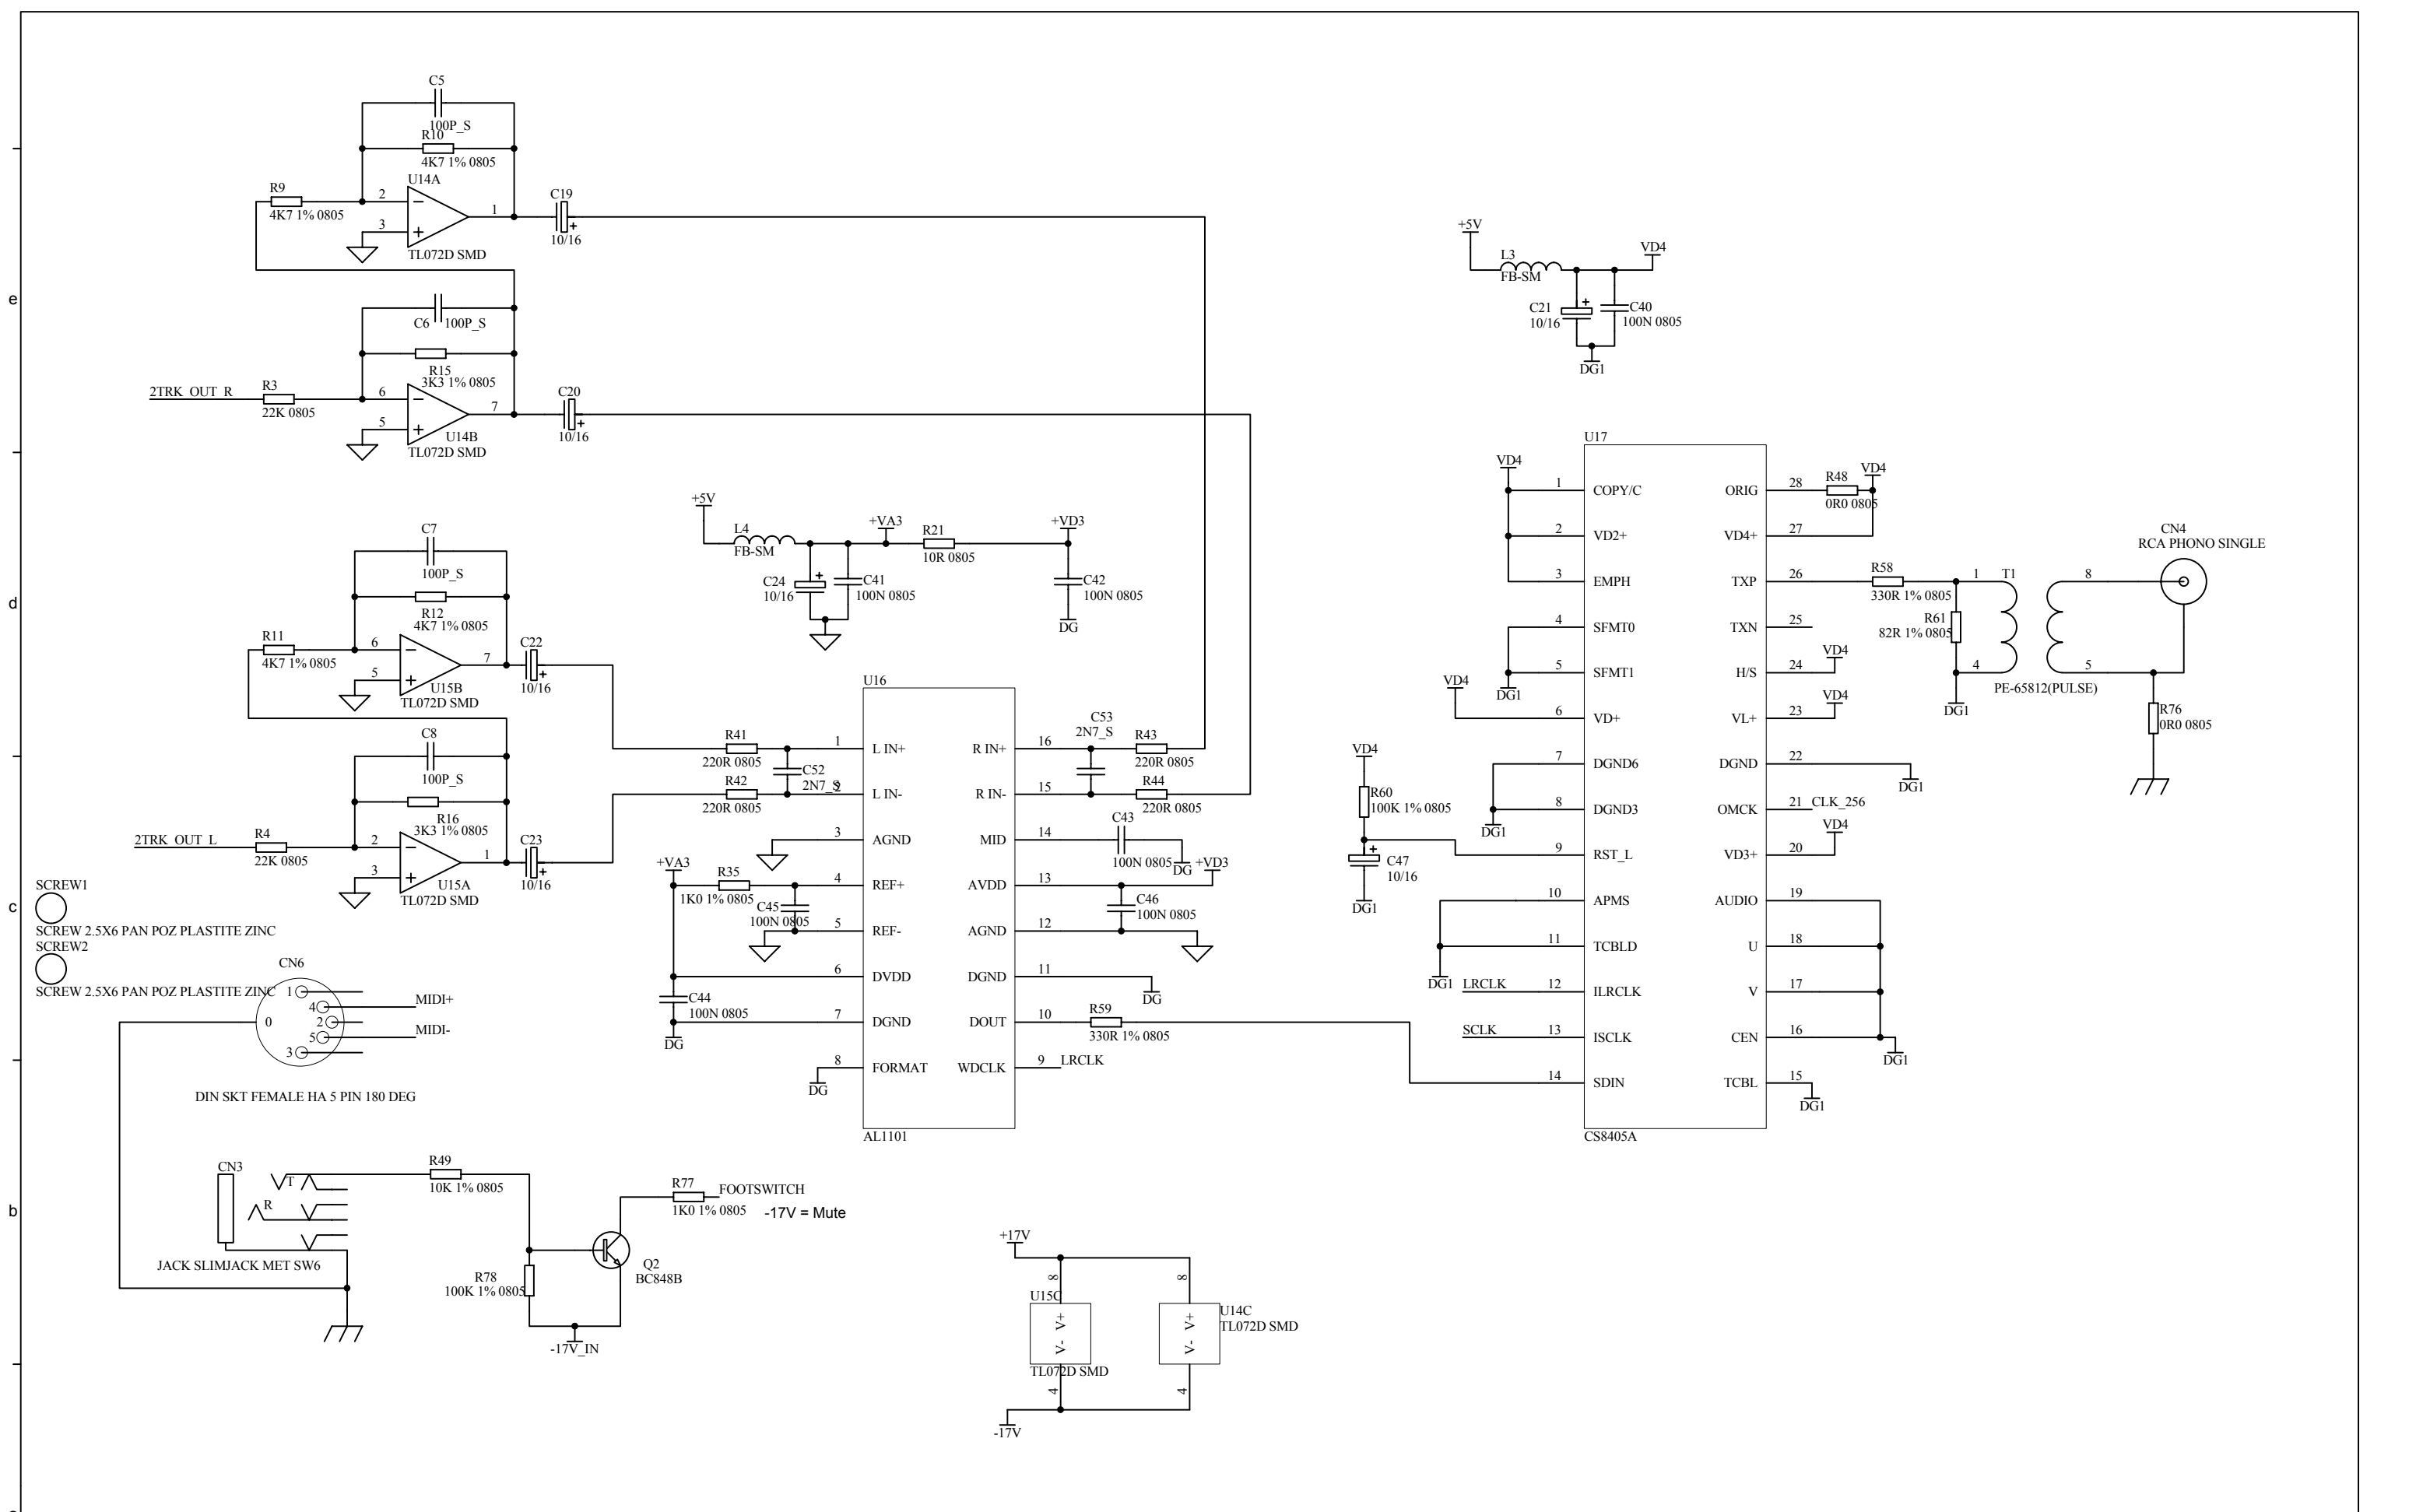 C5
100P_S
R10
4K7 1% 0805
U14A
R9
4K7 1% 0805
2
3
1
TL072D SMD
C19
10/16
+5V
L3
FB-SM
VD4
C21
10/16
C40
100N 0805
DG1
e
C6 100P_S
R15
3K3 1% 0805
2TRK_OUT_R
R3
22K 0805
6
5
7
U14B
TL072D SMD
C20
10/16
C7
100P_S
R12
4K7 1% 0805
R11
4K7 1% 0805
6
5
7
U15B
TL072D SMD
C22
10/16
d
+5V
L4
FB-SM
+VA3
R21
10R 0805
+VD3
C24
10/16
C41
100N 0805
C42
100N 0805
DG
C8
100P_S
R16
3K3 1% 0805
2TRK_OUT_L
R4
22K 0805
2
3
1
U15A
TL072D SMD
C23
10/16
R41
220R 0805
R42
220R 0805
C52
2N7_S
U16
1 L IN+ R IN+ 16
2 L IN- R IN- 15
3 AGND MID 14
4 REF+ AVDD 13
5 REF- AGND 12
6 DVDD DGND 11
7 DGND DOUT 10
8 FORMAT WDCLK 9 LRCLK
AL1101
C53
2N7_S
R43
220R 0805
R44
220R 0805
C43
100N 0805
DG
+VD3
C46
100N 0805
DG
R59
330R 1% 0805
+VA3
R35
1K0 1% 0805
C45
100N 0805
C44
100N 0805
DG
DG
U17
VD4
1 COPY/C ORIG 28
2 VD2+ VD4+ 27
3 EMPH TXP 26
4 SFMT0 TXN 25
5 SFMT1 H/S 24 VD4
DG1
VD4
6 VD+ VL+ 23 VD4
7 DGND6 DGND 22
DG1
8 DGND3 OMCK 21 CLK_256
DG1
9 RST_L VD3+ 20 VD4
10 APMS AUDIO 19
11 TCBLD U 18
DG1
LRCLK 12 ILRCLK V 17
SCLK 13 ISCLK CEN 16
DG1
14 SDIN TCBL 15
DG1
CS8405A
VD4
R60
100K 1% 0805
C47
10/16
DG1
R48
0R0 0805
VD4
R58
330R 1% 0805
R61
82R 1% 0805
DG1
1
4
T1
8
5
PE-65812(PULSE)
CN4
RCA PHONO SINGLE
R76
0R0 0805
c
SCREW1
SCREW 2.5X6 PAN POZ PLASTITE ZINC
SCREW2
SCREW 2.5X6 PAN POZ PLASTITE ZINC
CN6
0
1
4
2
5
3
MIDI+
MIDI-
DIN SKT FEMALE HA 5 PIN 180 DEG
b
CN3
T
R
JACK SLIMJACK MET SW6
R49
10K 1% 0805
R78
100K 1% 0805
-17V_IN
Q2
BC848B
R77
1K0 1% 0805
FOOTSWITCH
-17V = Mute
+17V
8
8
U15C
V+
V-
TL072D SMD
U14C
TL072D SMD
V+
V-
4
4
-17V